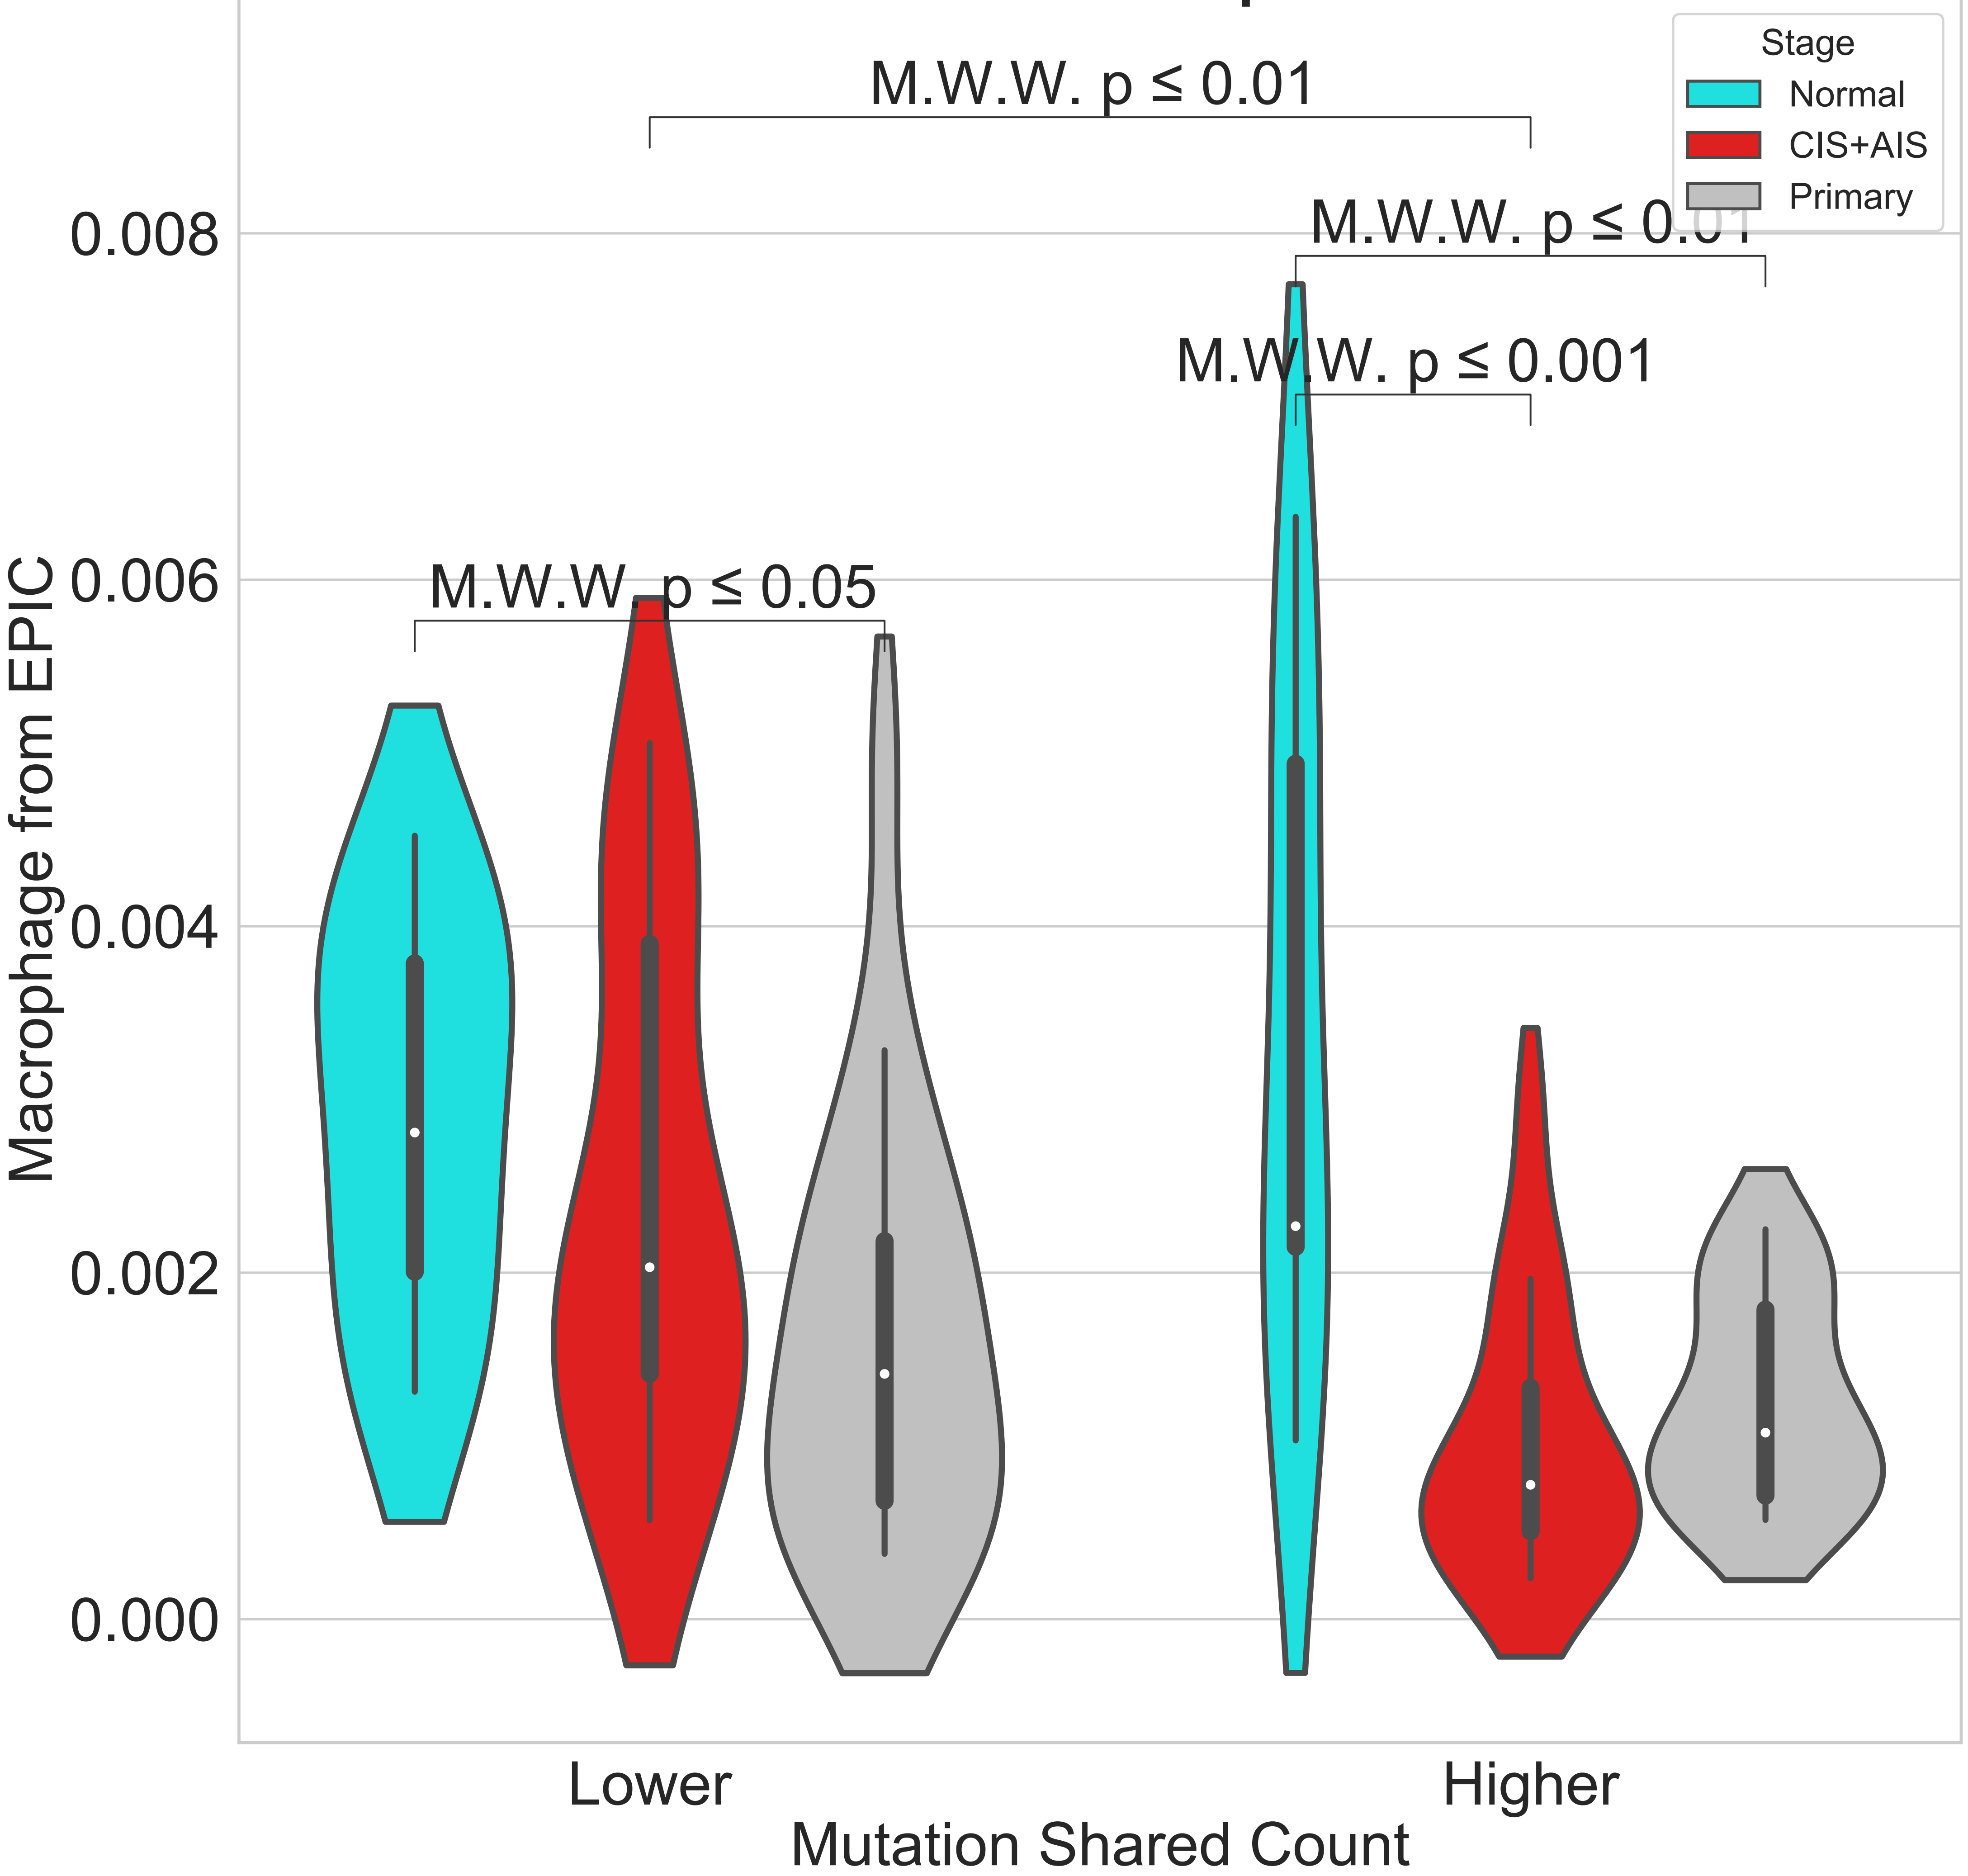 M.W.W. p ≤ 0.01
Stage
Normal
CIS+AIS
Primary
M.W.W. p ≤ 0.01
M.W.W. p ≤ 0.001
M.W.W. p ≤ 0.05
0.008
0.006
0.004
0.002
0.000
Macrophage from EPIC
Lower
Higher
Mutation Shared Count